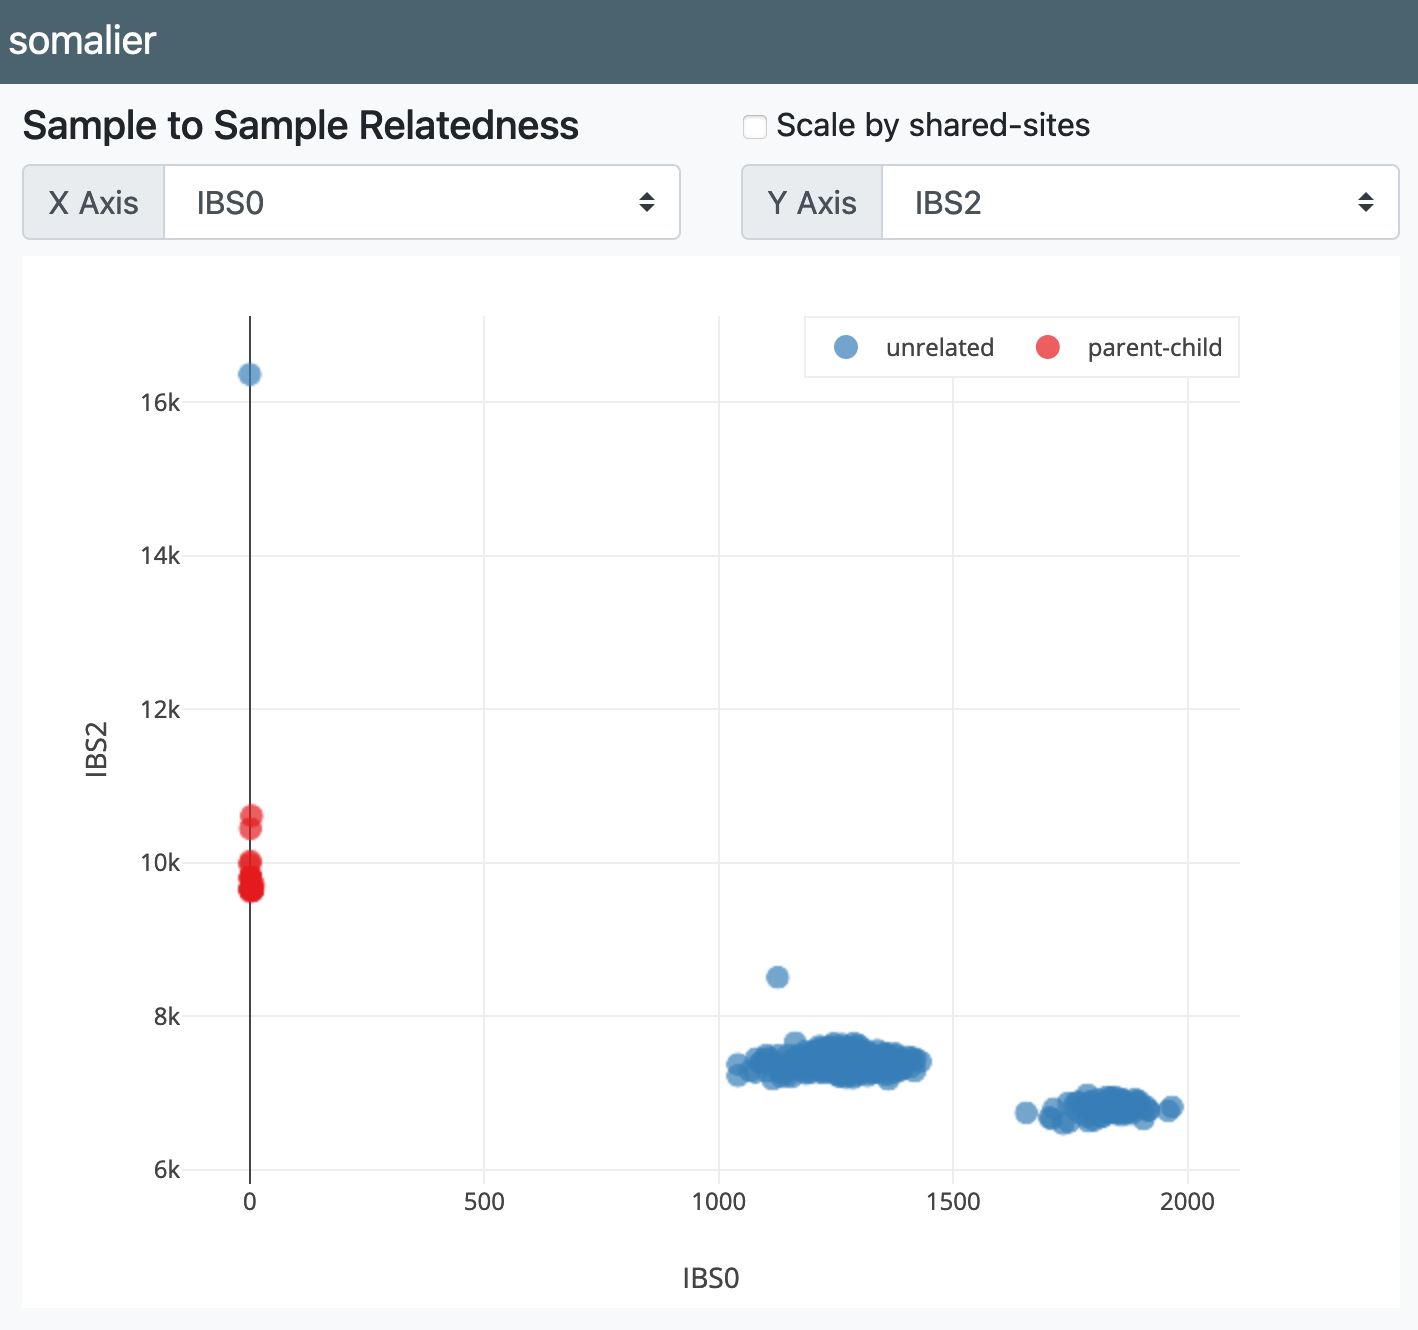 somalier
Sample to Sample Relatedness
Scale by shared-sites
X Axis IBS0
Y Axis IBS2
unrelated parent-child
16k
14k
12k
10k
8k
6k
IBS2
0 500 1000 1500 2000
IBS0